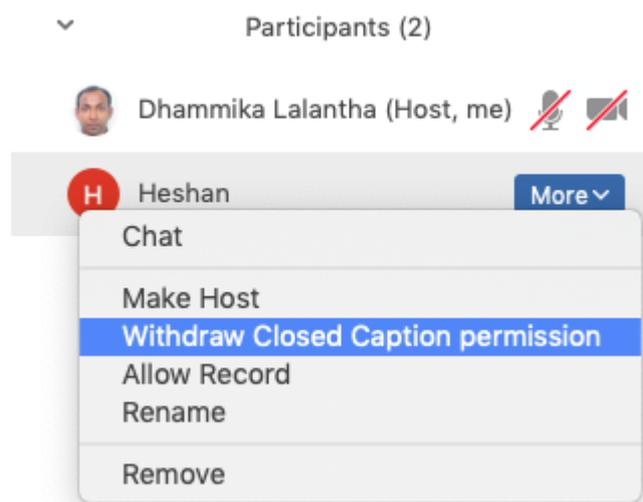 Participants (2)
Dhammika Lalantha (Host, me)
H Heshan More
Chat
Make Host
Withdraw Closed Caption permission
Allow Record
Rename
Remove